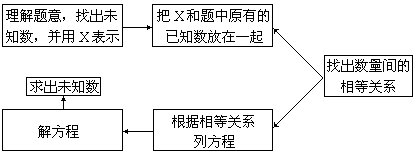 理解题意，找出未
知数，并用X表示
把X和题中原有的
已知数放在一起
找出数量间的
相等关系
求出未知数
解方程
根据相等关系
列方程